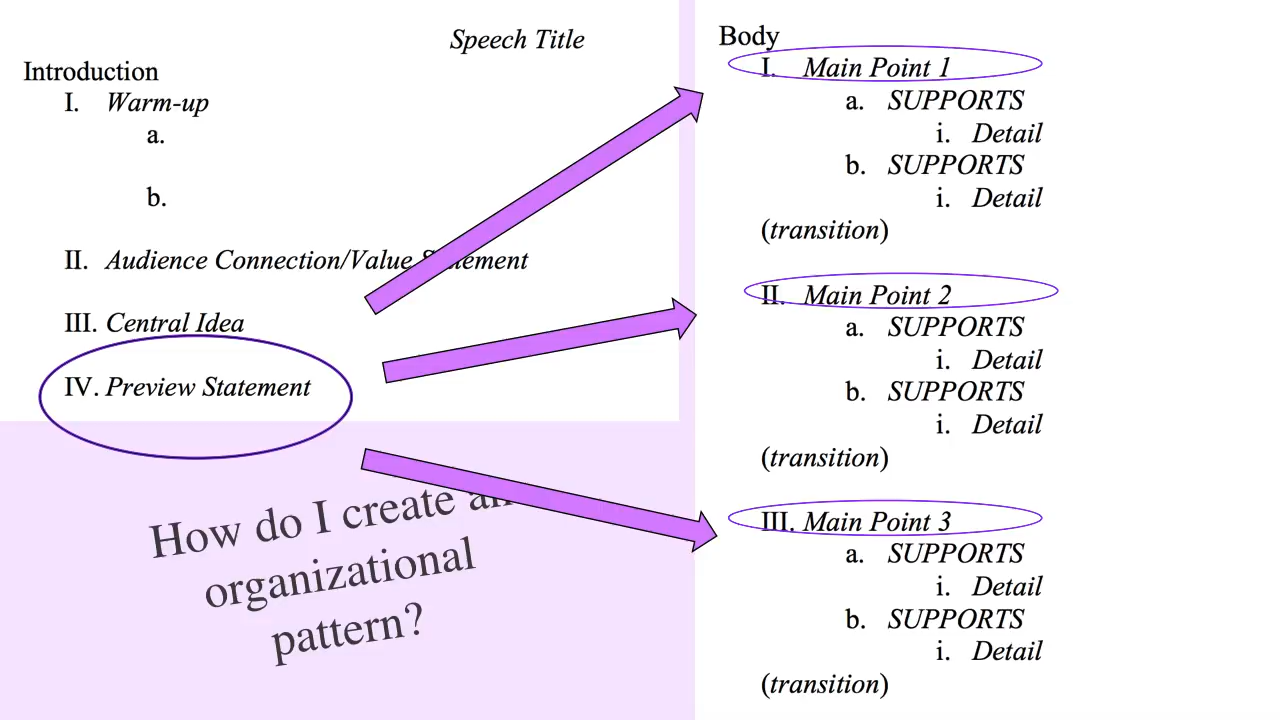 Speech Title
Introduction
I. Warm-up
a.
b.
II. Audience Connection/Value Statement
III. Central Idea
IV. Preview Statement
How do I create an
organizational
pattern?
Body
I. Main Point 1
a. SUPPORTS
i. Detail
b. SUPPORTS
i. Detail
(transition)
II. Main Point 2
a. SUPPORTS
i. Detail
b. SUPPORTS
i. Detail
(transition)
III. Main Point 3
a. SUPPORTS
i. Detail
b. SUPPORTS
i. Detail
(transition)